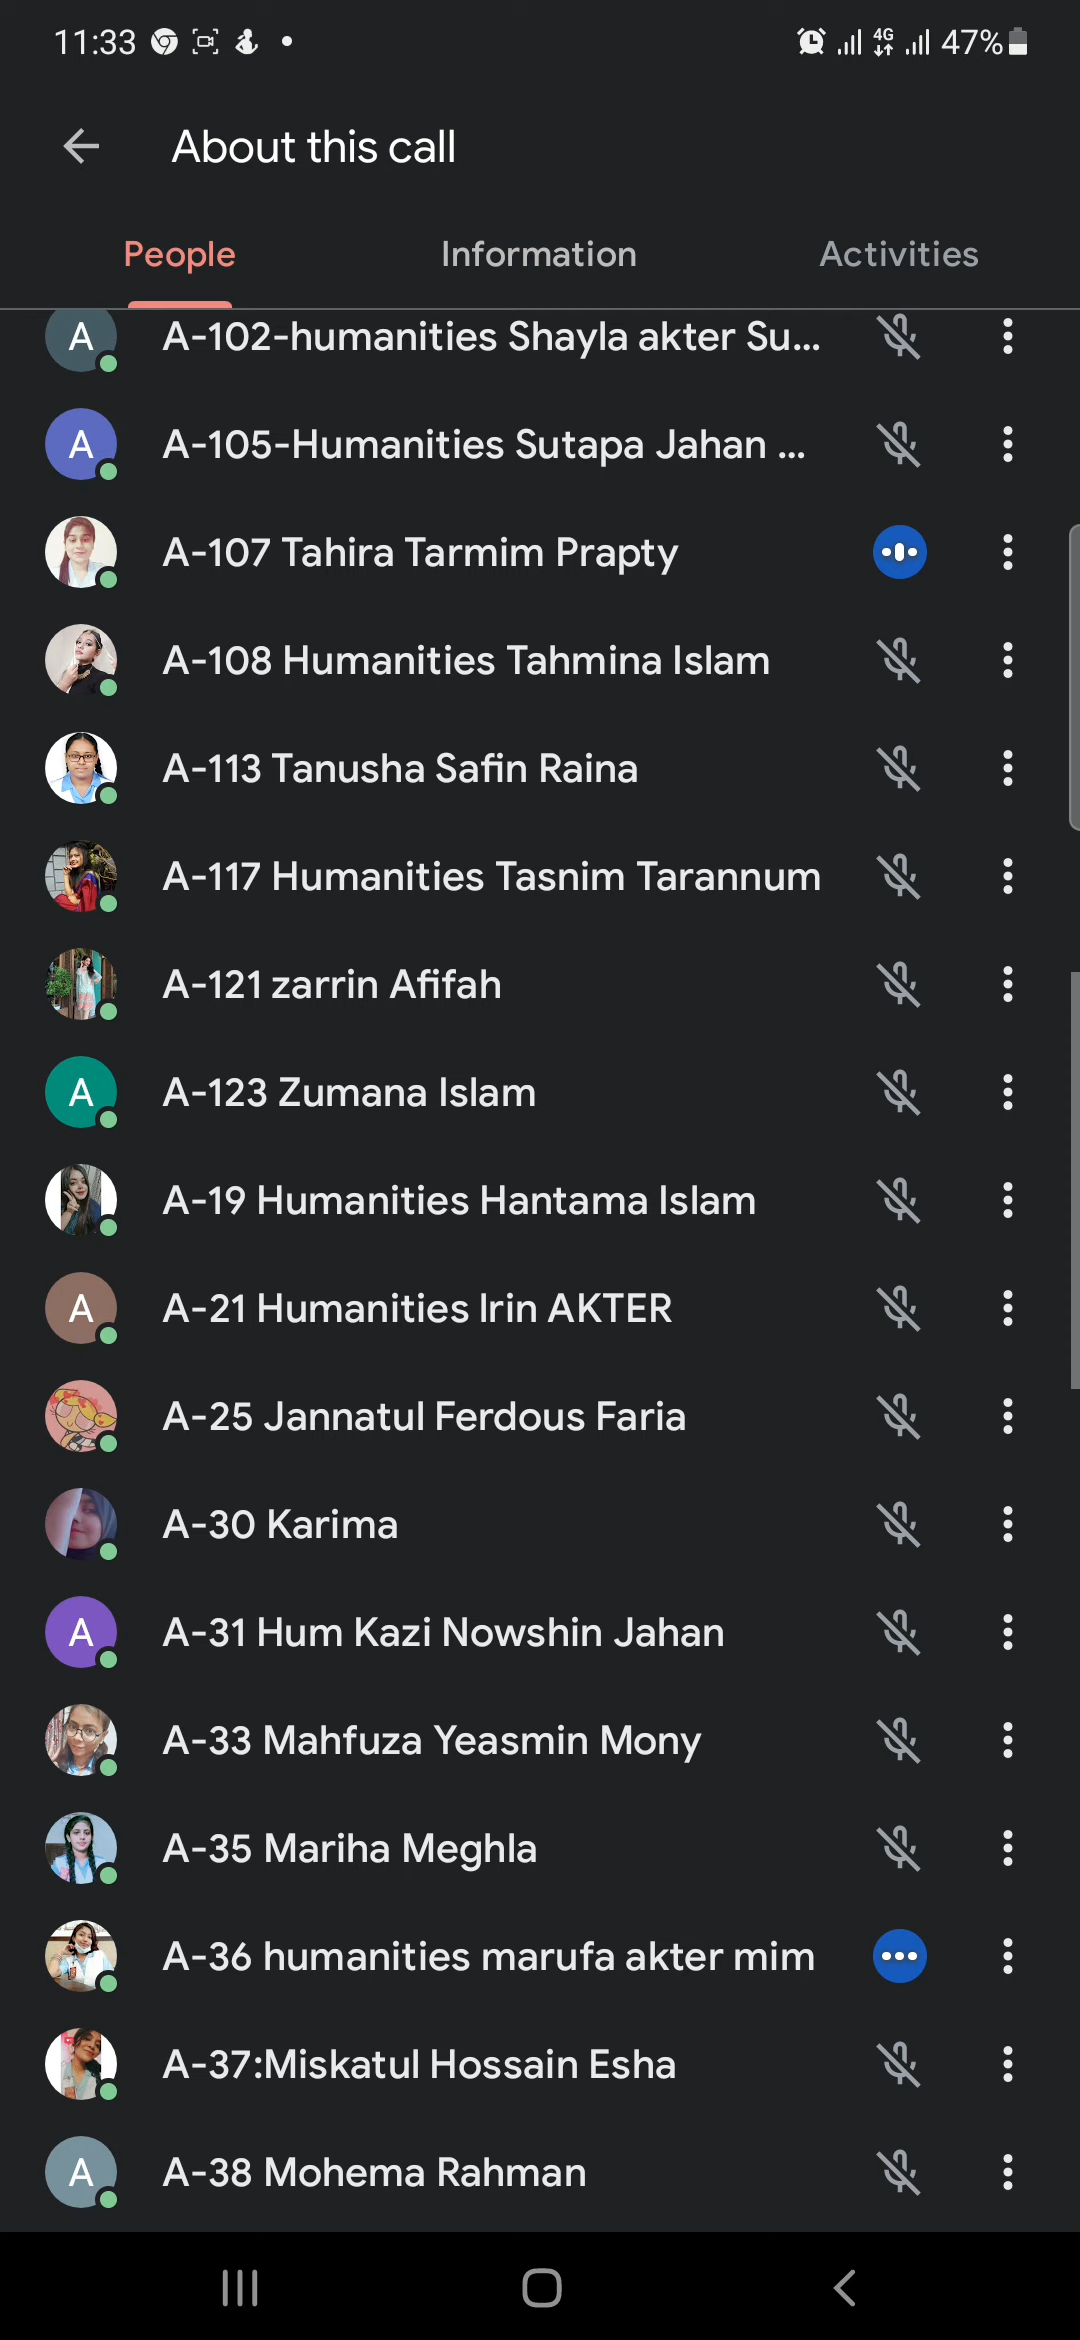 11:33
4G
47%
About this call
People Information Activities
A A-102-humanities Shayla akter Su...
A A-105-Humanities Sutapa Jahan ...
A-107 Tahira Tarmim Prapty
A-108 Humanities Tahmina Islam
A-113 Tanusha Safin Raina
A-117 Humanities Tasnim Tarannum
A-121 zarrin Afifah
A A-123 Zumana Islam
A-19 Humanities Hantama Islam
A A-21 Humanities Irin AKTER
A-25 Jannatul Ferdous Faria
A-30 Karima
A A-31 Hum Kazi Nowshin Jahan
A-33 Mahfuza Yeasmin Mony
A-35 Mariha Meghla
A-36 humanities marufa akter mim
A-37:Miskatul Hossain Esha
A A-38 Mohema Rahman